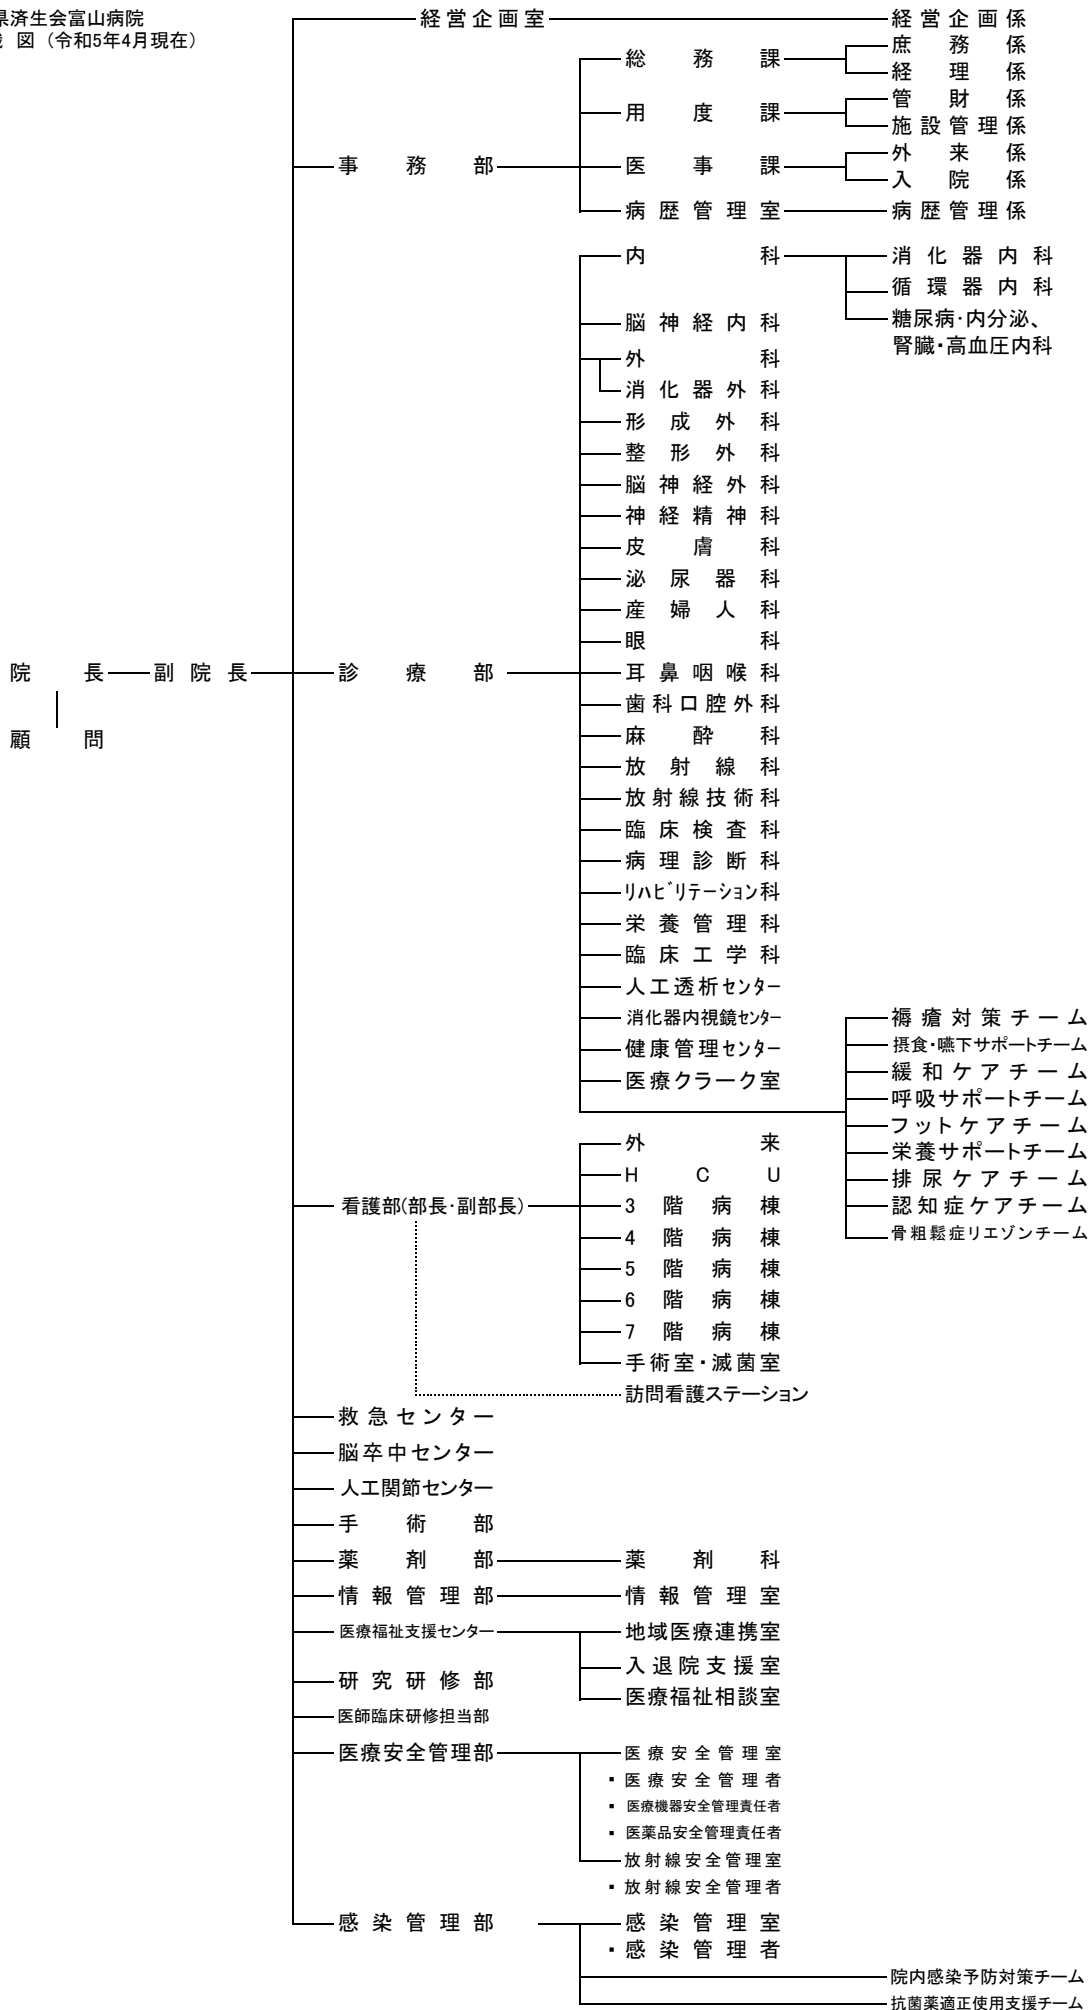 県済生会富山病院
図（令和5年4月現在）
経営企画室 経営企画係
総務課 庶務係
経理係
用度課 管財係
施設管理係
事務部 医事課 外来係
入院係
病歴管理室 病歴管理係
内科 消化器内科
循環器内科
糖尿病・内分泌、
腎臓・高血圧内科
脳神経内科
外科
消化器外科
形成外科
整形外科
脳神経外科
神経精神科
皮膚科
泌尿器科
産婦人科
眼科
院長 副院長 診療部 耳鼻咽喉科
顧問
歯科口腔外科
麻酔科
放射線科
放射線技術科
臨床検査科
病理診断科
リハビリテーション科
栄養管理科
臨床工学科
人工透析センター
消化器内視鏡センター
健康管理センター
医療クラーク室
褥瘡対策チーム
摂食・嚥下サポートチーム
緩和ケアチーム
呼吸サポートチーム
フットケアチーム
栄養サポートチーム
排尿ケアチーム
認知症ケアチーム
骨粗鬆症リエゾンチーム
看護部(部長・副部長)
外来
HCU
3階病棟
4階病棟
5階病棟
6階病棟
7階病棟
手術室・滅菌室
訪問看護ステーション
救急センター
脳卒中センター
人工関節センター
手術部
薬剤部 薬剤科
情報管理部 情報管理室
医療福祉支援センター 地域医療連携室
入退院支援室
医療福祉相談室
研究研修部
医師臨床研修担当部
医療安全管理部 医療安全管理室
・医療安全管理者
・医療機器安全管理責任者
・医薬品安全管理責任者
放射線安全管理室
・放射線安全管理者
感染管理部 感染管理室
・感染管理者
院内感染予防対策チーム
抗菌薬適正使用支援チーム